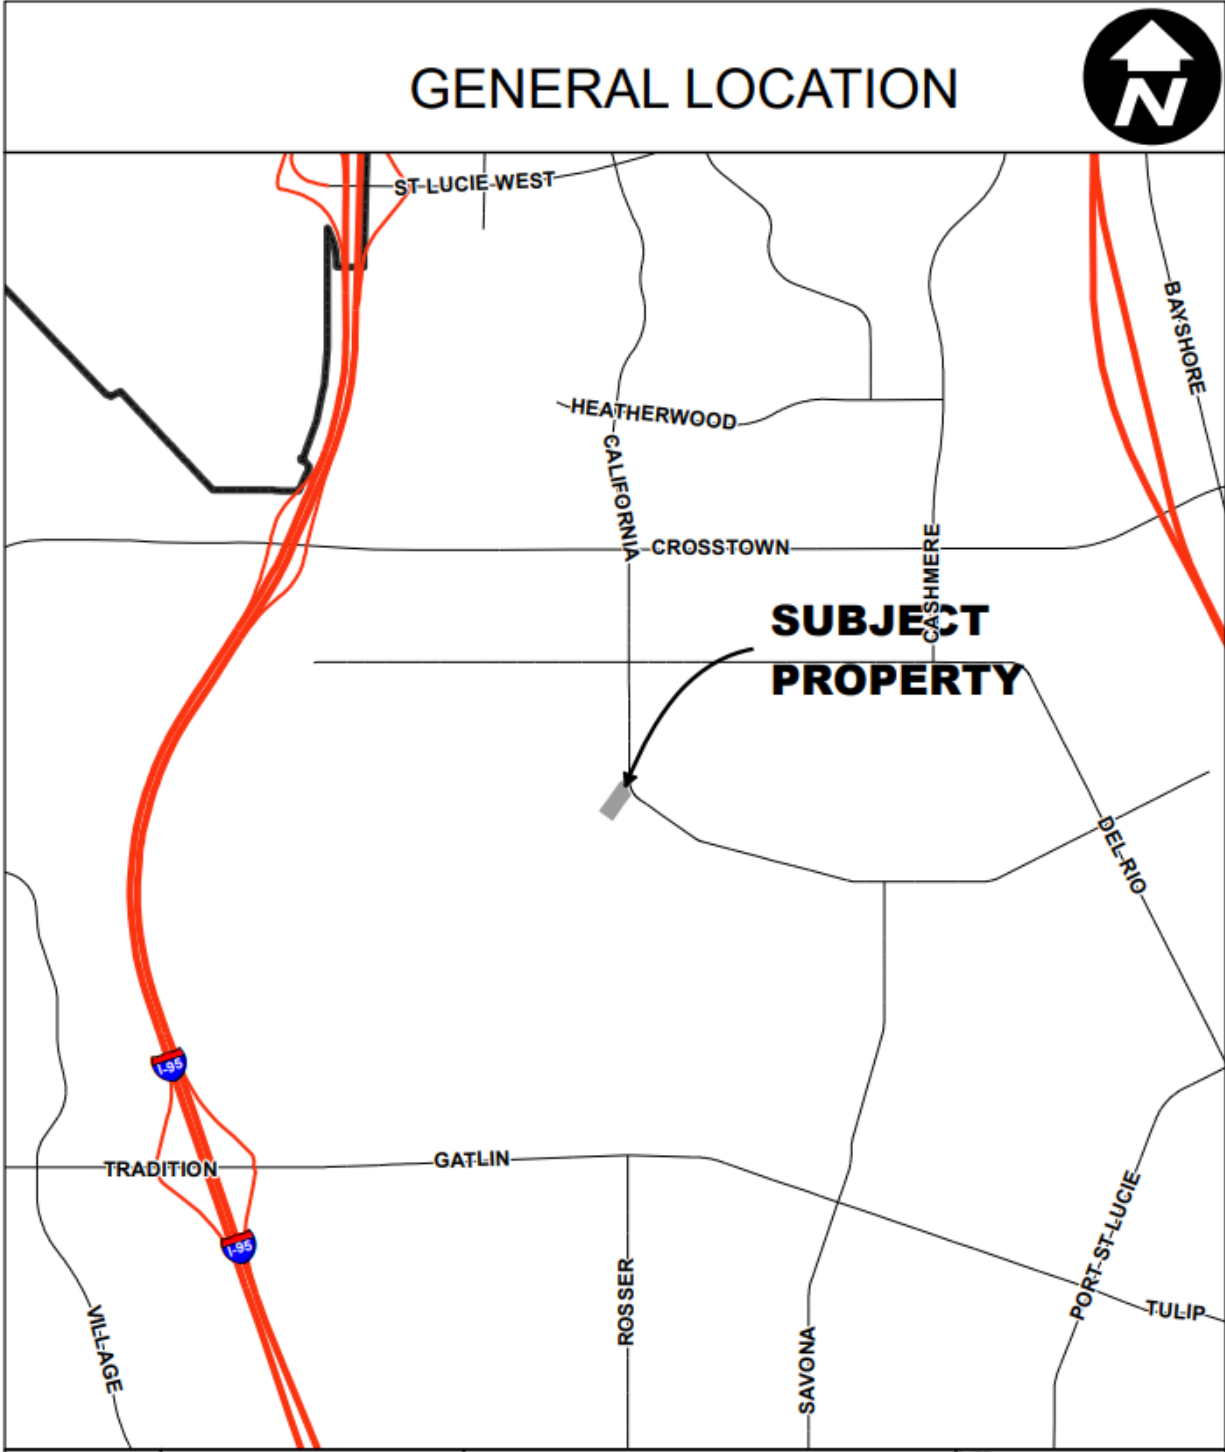 GENERAL LOCATION
N
ST LUCIE WEST
BAYSHORE
HEATHERWOOD
CALIFORNIA
CROSSTOWN
CASHMERE
SUBJECT
PROPERTY
DEL RIO
I-95
TRADITION
GATLIN
I-95
PORT ST LUCIE
ROSSER
TULIP
VILLAGE
SAVONA